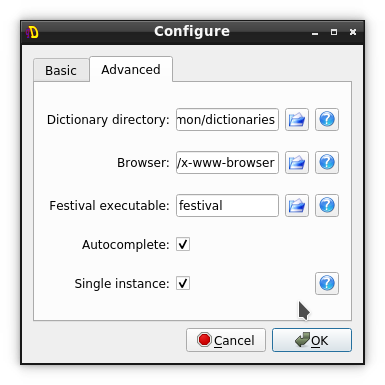 Configure
Basic Advanced
Dictionary directory: mon/dictionaries
Browser: /x-www-browser
Festival executable: festival
Autocomplete:
Single instance:
Cancel OK